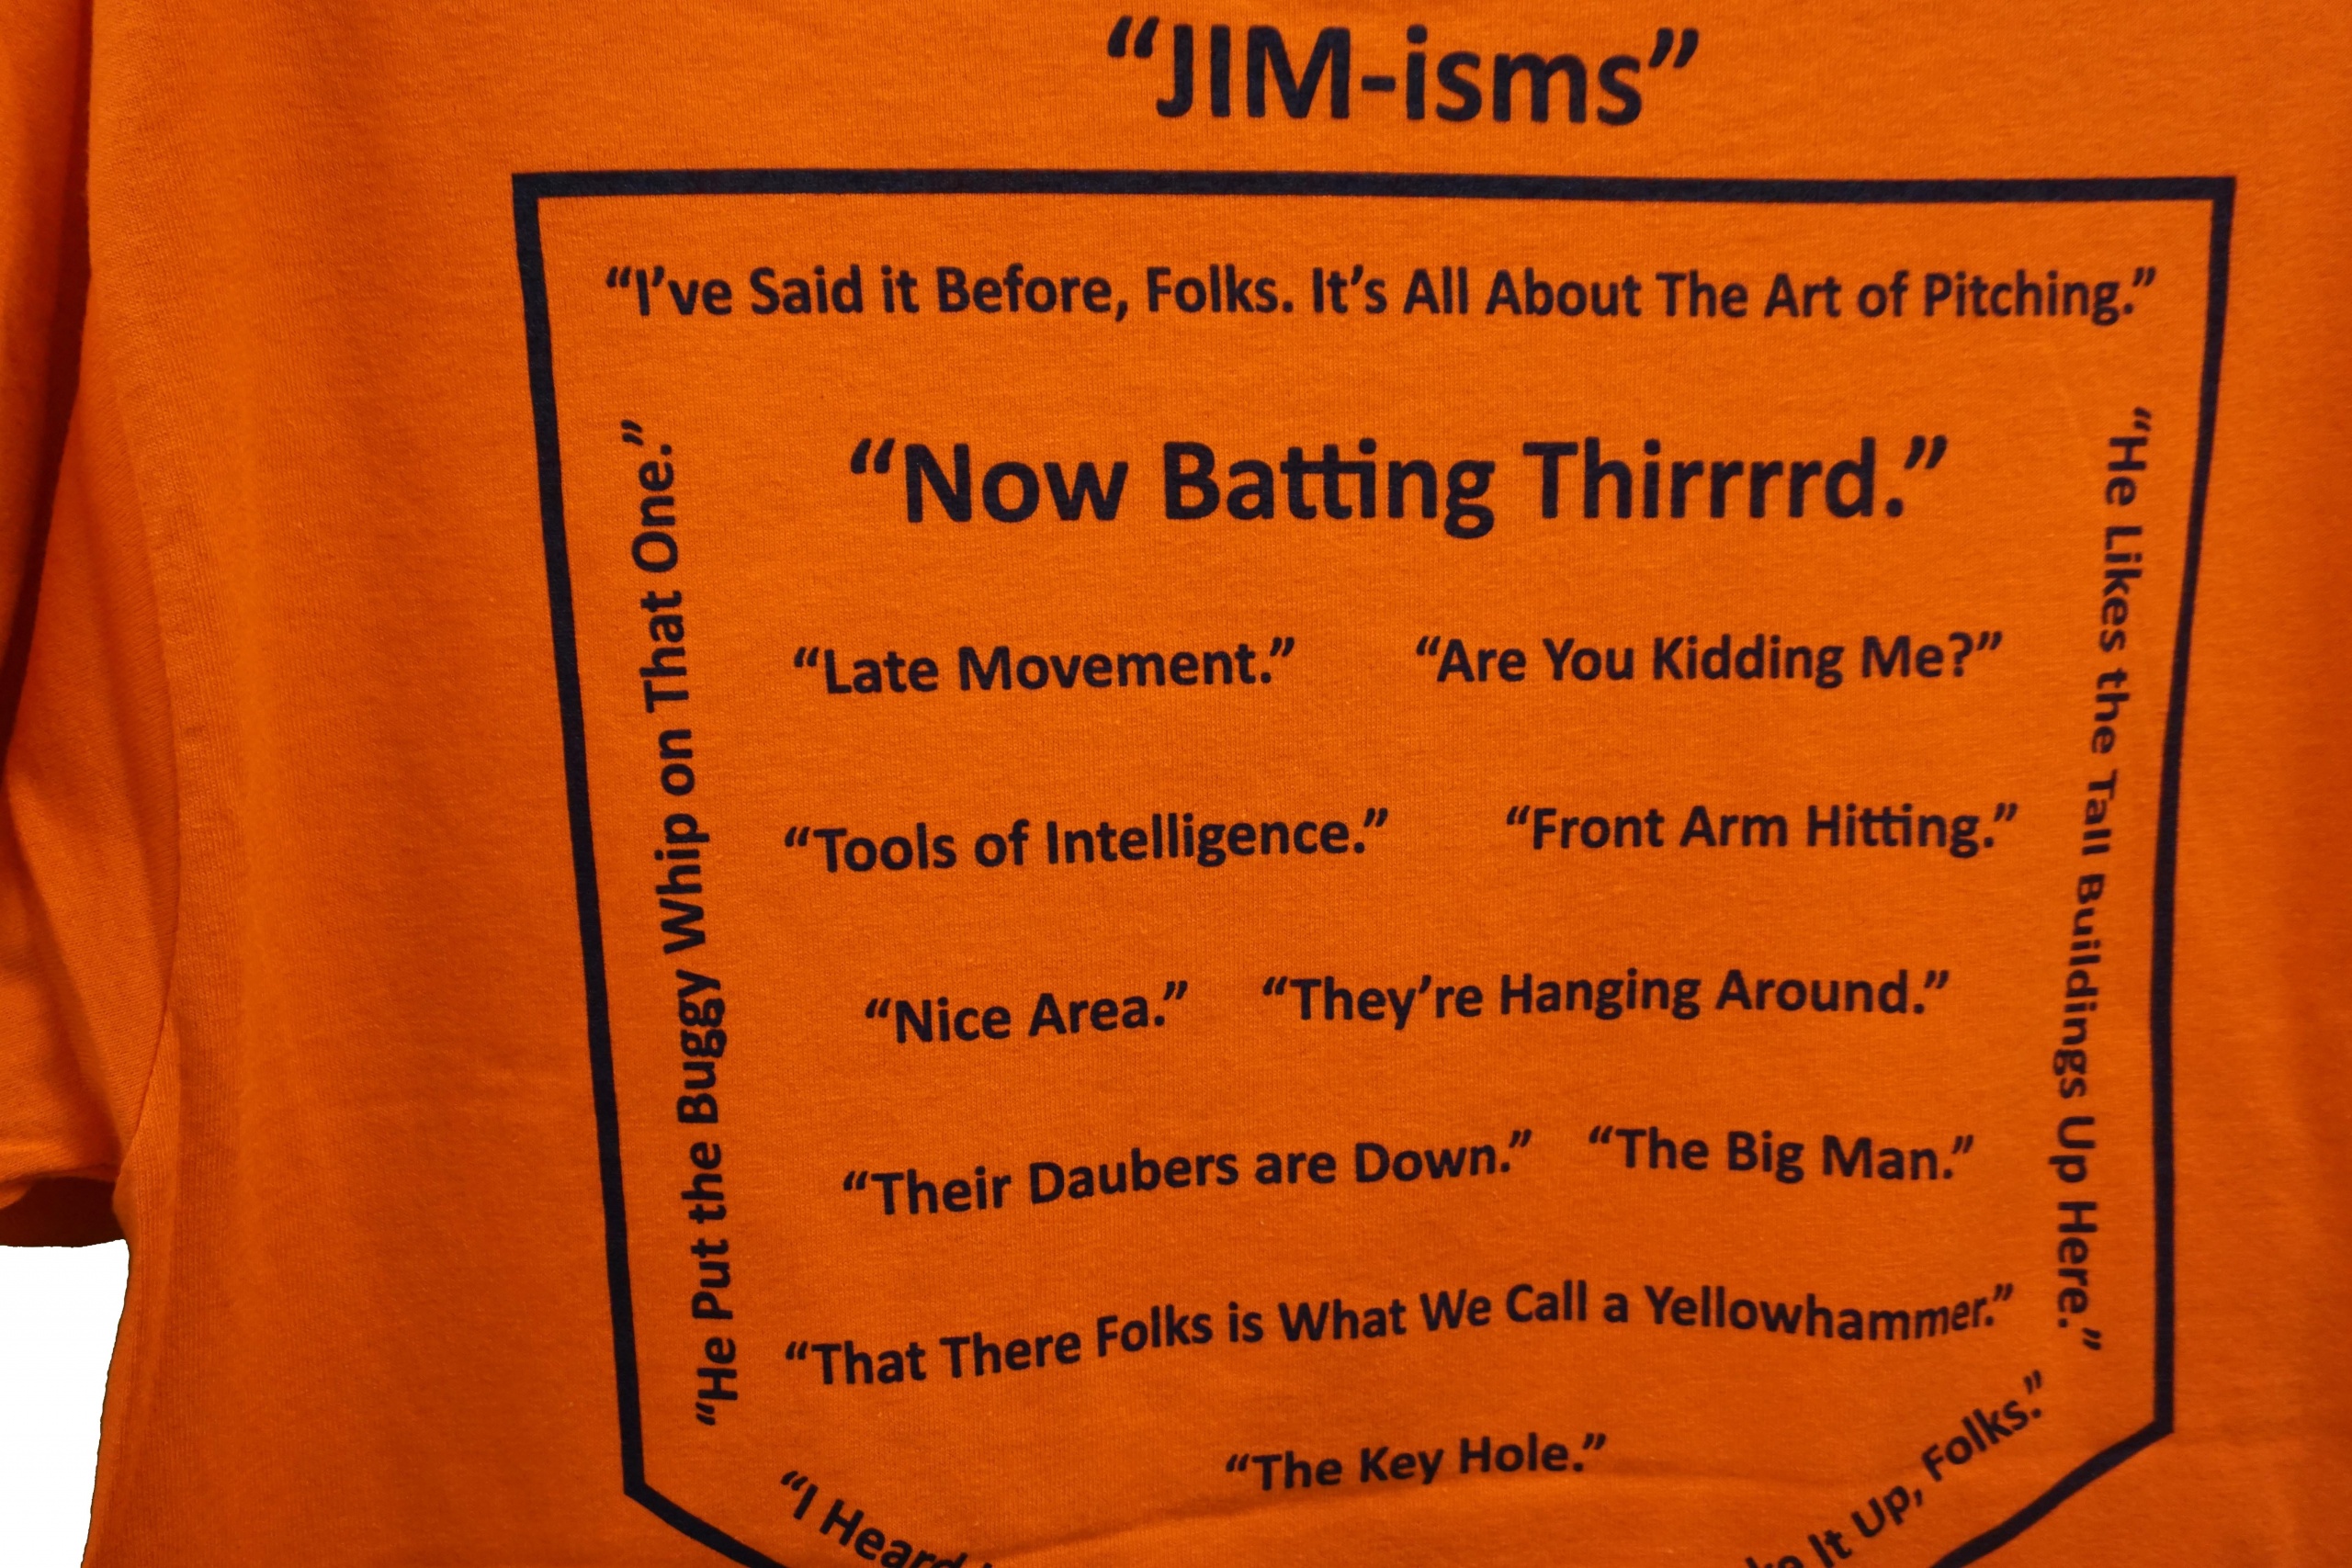 “JIM-isms”
“I’ve Said it Before, Folks. It’s All About The Art of Pitching.”
“He Put the Buggy Whip on That One.”
“Now Batting Thirrrrd.”
“He Likes the Tall Buildings Up Here.”
“Late Movement.” “Are You Kidding Me?”
“Tools of Intelligence.” “Front Arm Hitting.”
“Nice Area.” “They’re Hanging Around.”
“Their Daubers are Down.” “The Big Man.”
“That There Folks is What We Call a Yellowhammer.”
“The Key Hole.”
“I Heard
It Up, Folks.”